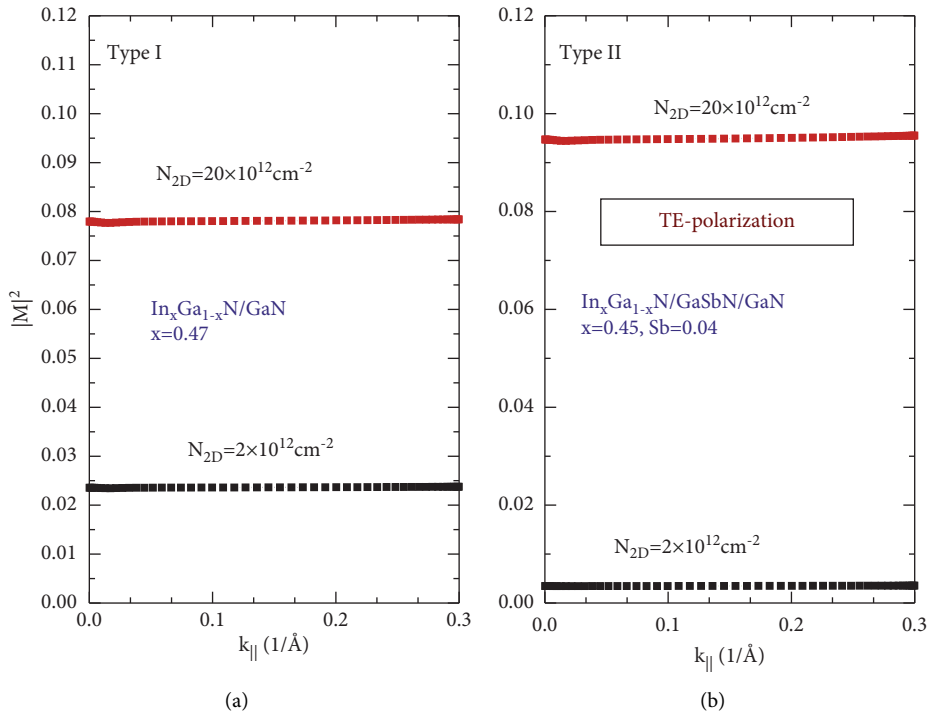 0.12
0.11
0.10
0.09
0.08
0.07
0.06
0.05
0.04
0.03
0.02
0.01
0.00
|M|²
Type I
N₂D=20×10¹²cm⁻²
InₓGa₁₋ₓN/GaN
x=0.47
N₂D=2×10¹²cm⁻²
0.0 0.1 0.2 0.3
k|| (1/Å)
(a)
0.12
0.10
0.08
0.06
0.04
0.02
0.00
Type II
N₂D=20×10¹²cm⁻²
TE-polarization
InₓGa₁₋ₓN/GaSbN/GaN
x=0.45, Sb=0.04
N₂D=2×10¹²cm⁻²
0.0 0.1 0.2 0.3
k|| (1/Å)
(b)